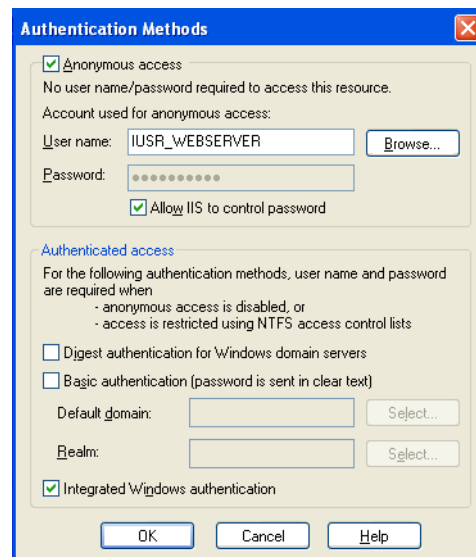 Authentication Methods
Anonymous access
No user name/password required to access this resource.
Account used for anonymous access:
User name: IUSR_WEBSERVER Browse...
Password: ●●●●●●●●●●
Allow IIS to control password
Authenticated access
For the following authentication methods, user name and password
are required when
- anonymous access is disabled, or
- access is restricted using NTFS access control lists
Digest authentication for Windows domain servers
Basic authentication (password is sent in clear text)
Default domain: Select...
Realm: Select...
Integrated Windows authentication
OK Cancel Help